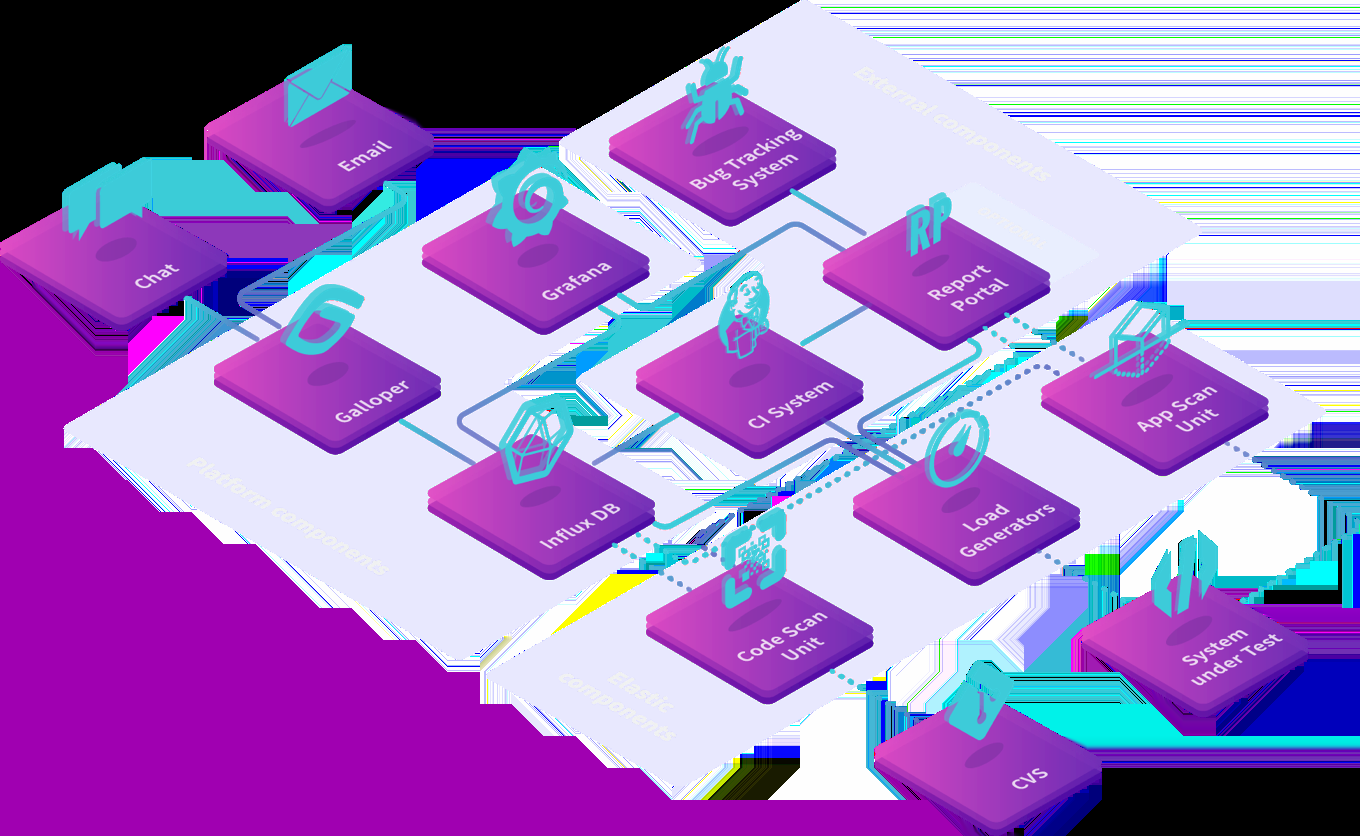 External components
Bug Tracking
System
Email
RP
Report
Portal
Chat
Grafana
Galloper
CI System
App Scan
Unit
Platform components
Influx DB
Load
Generators
Code Scan
Unit
System
under Test
Elastic
components
CVS